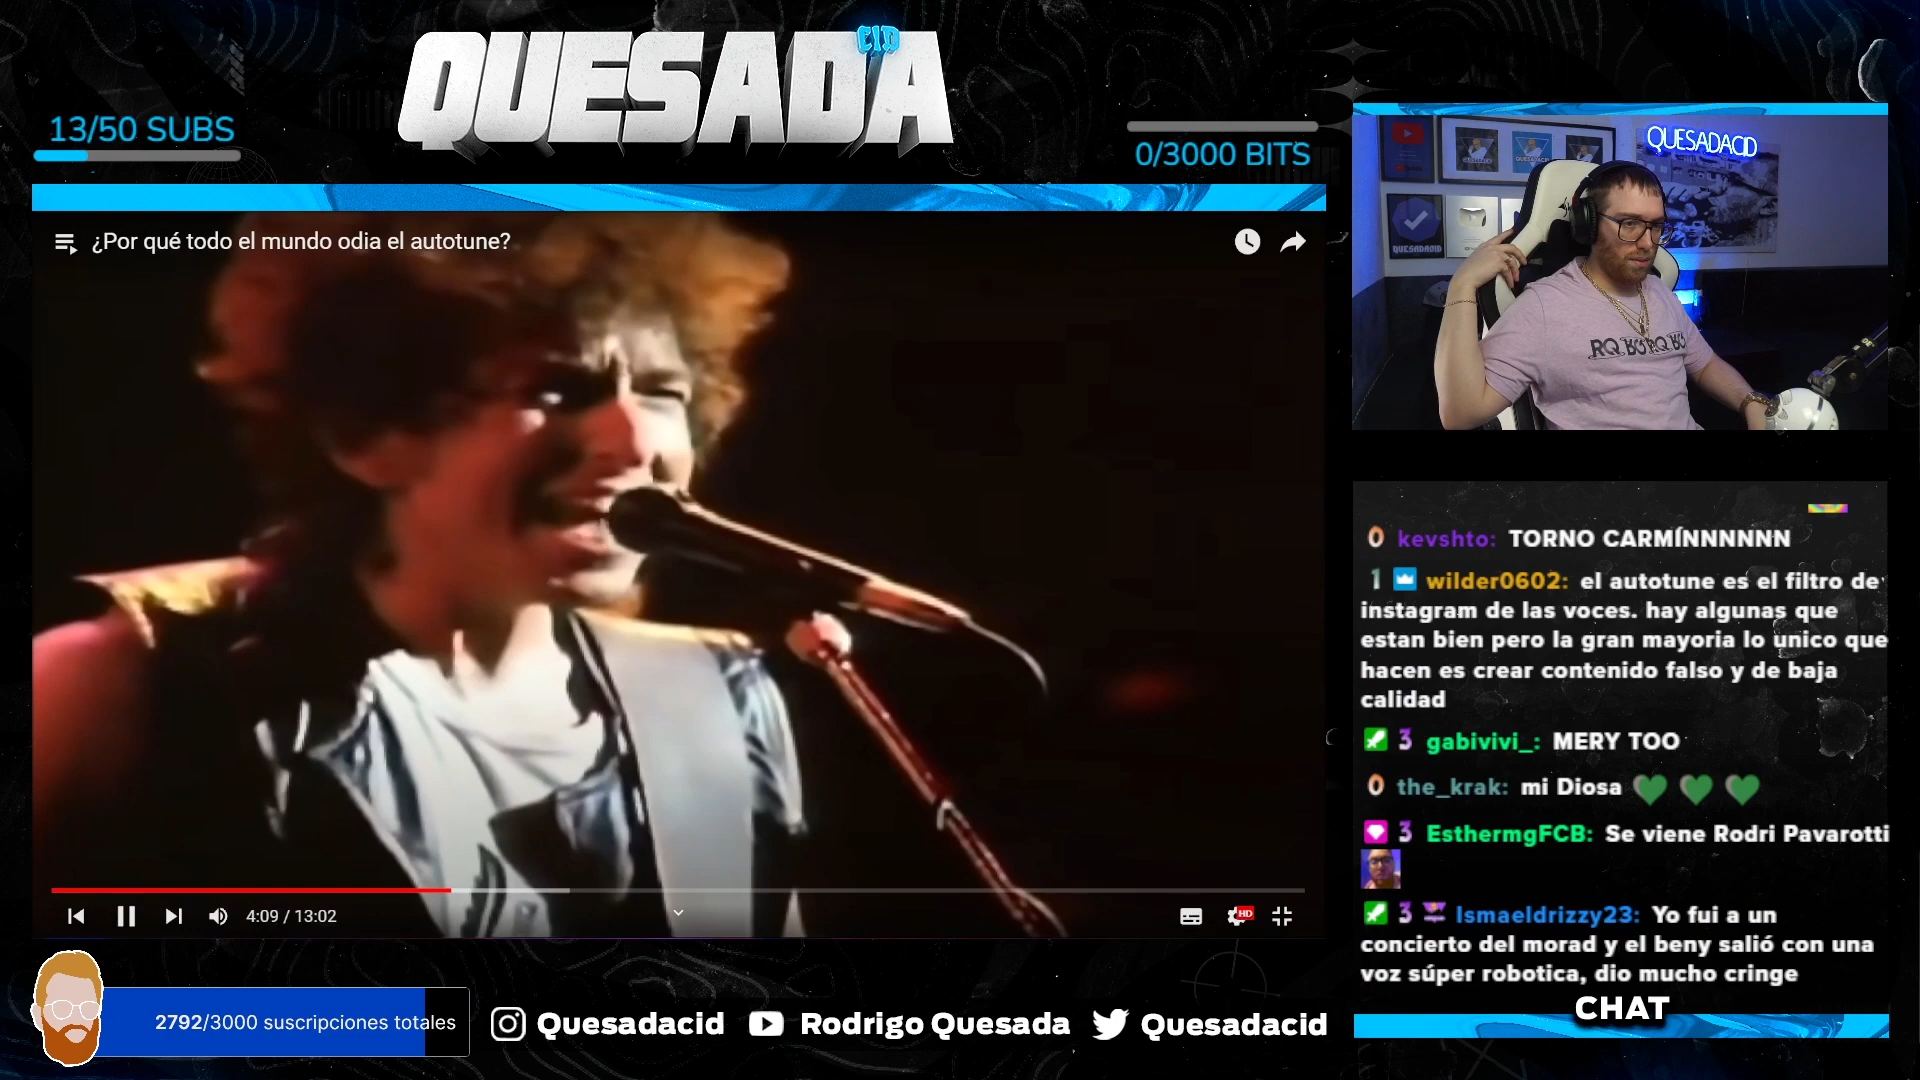 QUESADA
CID
13/50 SUBS
0/3000 BITS
¿Por qué todo el mundo odia el autotune?
4:09 / 13:02
HD
QUESADACID
QUESADACID
kevshto: TORNO CARMÍNNNNNN
1 wilder0602: el autotune es el filtro de
instagram de las voces. hay algunas que
estan bien pero la gran mayoria lo unico que
hacen es crear contenido falso y de baja
calidad
3 gabivivi_: MERY TOO
the_krak: mi Diosa
3 EsthermgFCB: Se viene Rodri Pavarotti
3 Ismaeldrizzy23: Yo fui a un
concierto del morad y el beny salió con una
voz súper robotica, dio mucho cringe
CHAT
2792/3000 suscripciones totales
Quesadacid
Rodrigo Quesada
Quesadacid